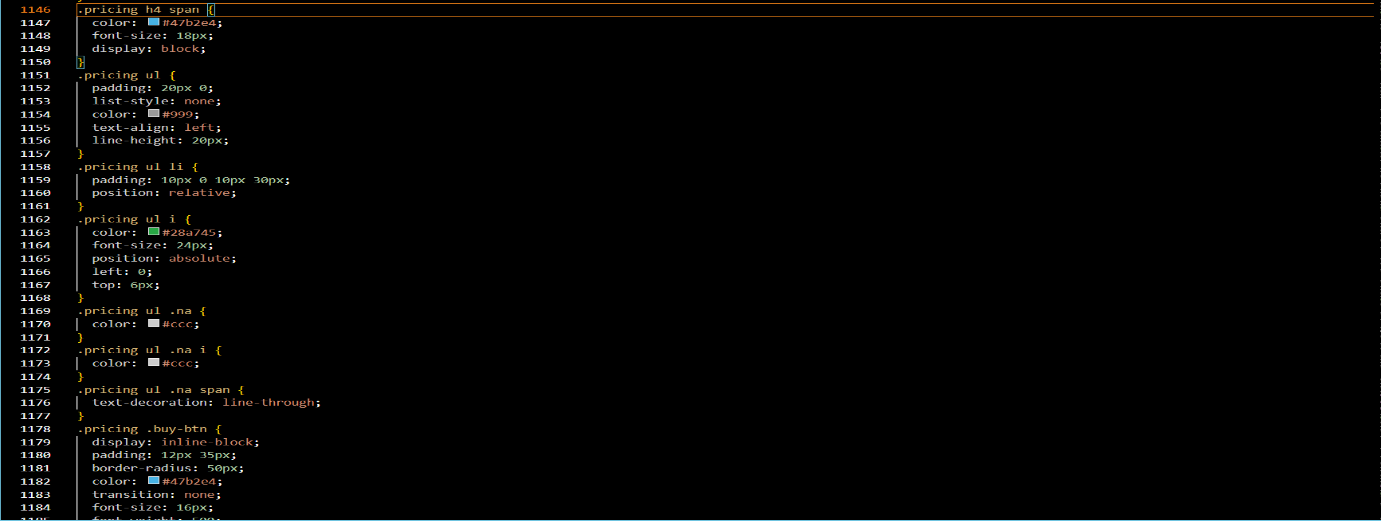 1146 .pricing h4 span {
1147 color: #47b2e4;
1148 font-size: 18px;
1149 display: block;
1150 }
1151 .pricing ul {
1152 padding: 20px 0;
1153 list-style: none;
1154 color: #999;
1155 text-align: left;
1156 line-height: 20px;
1157 }
1158 .pricing ul li {
1159 padding: 10px 0 10px 30px;
1160 position: relative;
1161 }
1162 .pricing ul i {
1163 color: #28a745;
1164 font-size: 24px;
1165 position: absolute;
1166 left: 0;
1167 top: 6px;
1168 }
1169 .pricing ul .na {
1170 color: #ccc;
1171 }
1172 .pricing ul .na i {
1173 color: #ccc;
1174 }
1175 .pricing ul .na span {
1176 text-decoration: line-through;
1177 }
1178 .pricing .buy-btn {
1179 display: inline-block;
1180 padding: 12px 35px;
1181 border-radius: 50px;
1182 color: #47b2e4;
1183 transition: none;
1184 font-size: 16px;